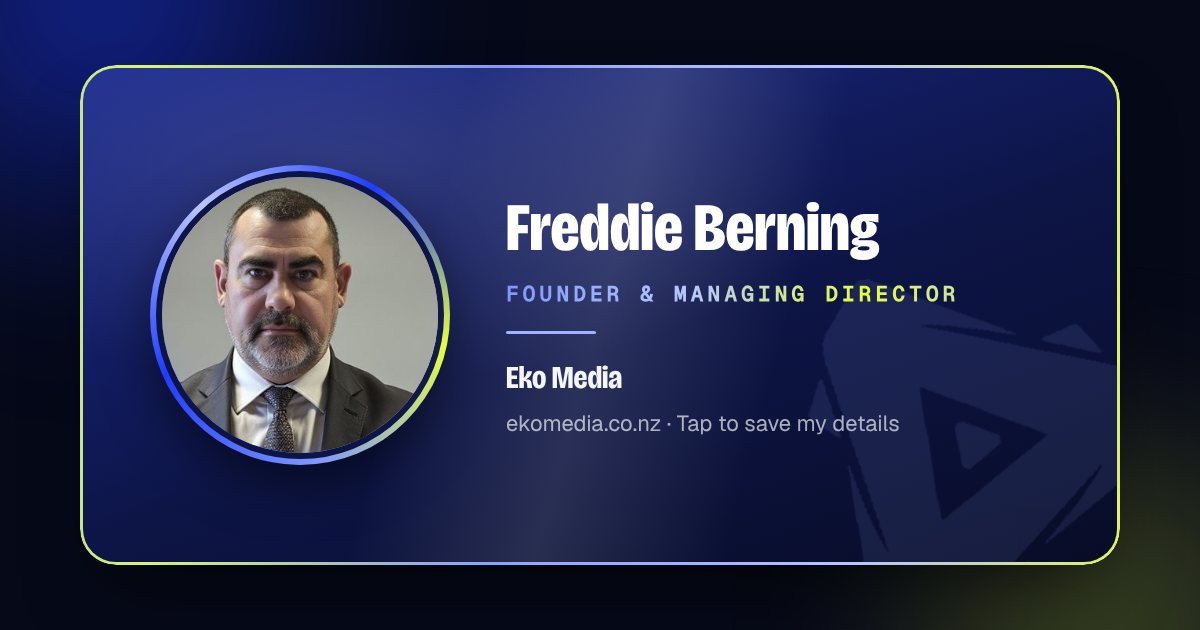 Freddie Berning
FOUNDER & MANAGING DIRECTOR
Eko Media
ekomedia.co.nz · Tap to save my details